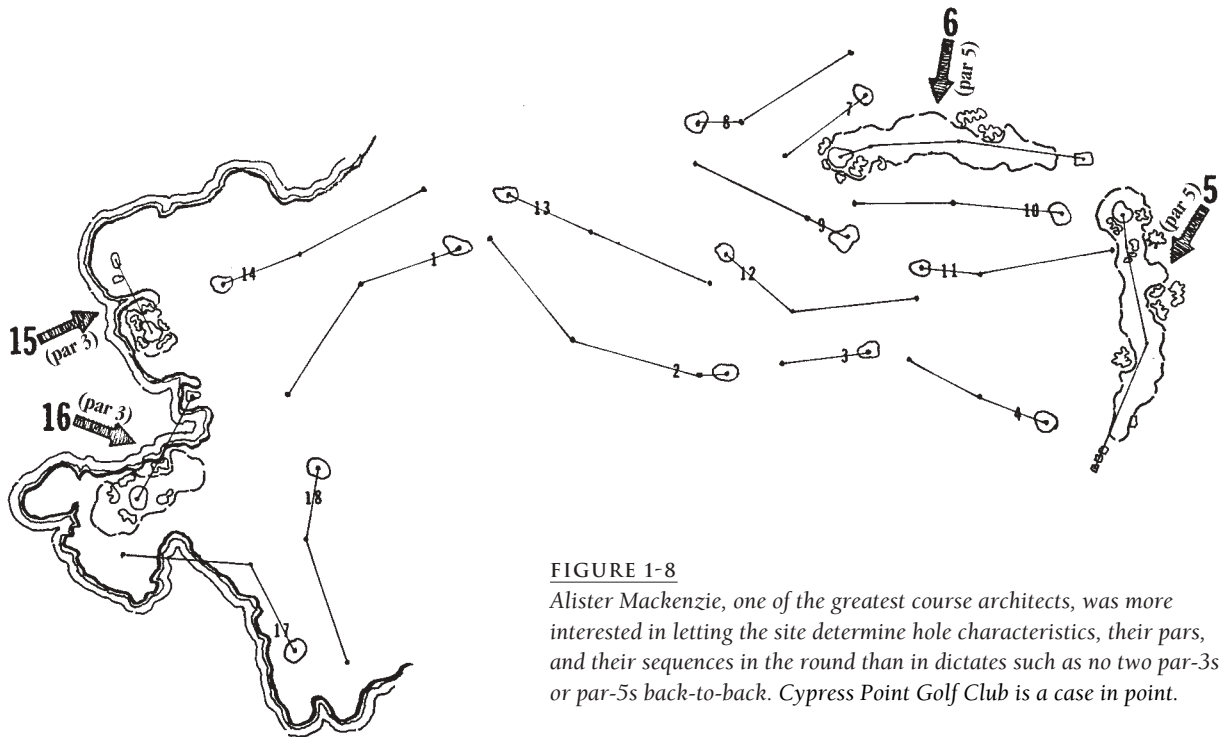 6
(par 5)
8
7
5
(par 5)
13
10
9
14
1
12
11
15
(par 3)
2
3
16
(par 3)
4
18
17
FIGURE 1-8
Alister Mackenzie, one of the greatest course architects, was more
interested in letting the site determine hole characteristics, their pars,
and their sequences in the round than in dictates such as no two par-3s
or par-5s back-to-back. Cypress Point Golf Club is a case in point.